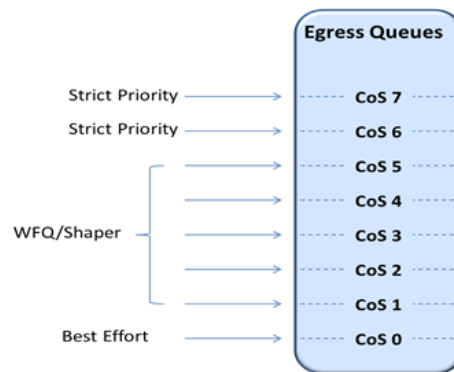 Egress Queues
Strict Priority
CoS 7
Strict Priority
CoS 6
CoS 5
CoS 4
WFQ/Shaper
CoS 3
CoS 2
CoS 1
Best Effort
CoS 0